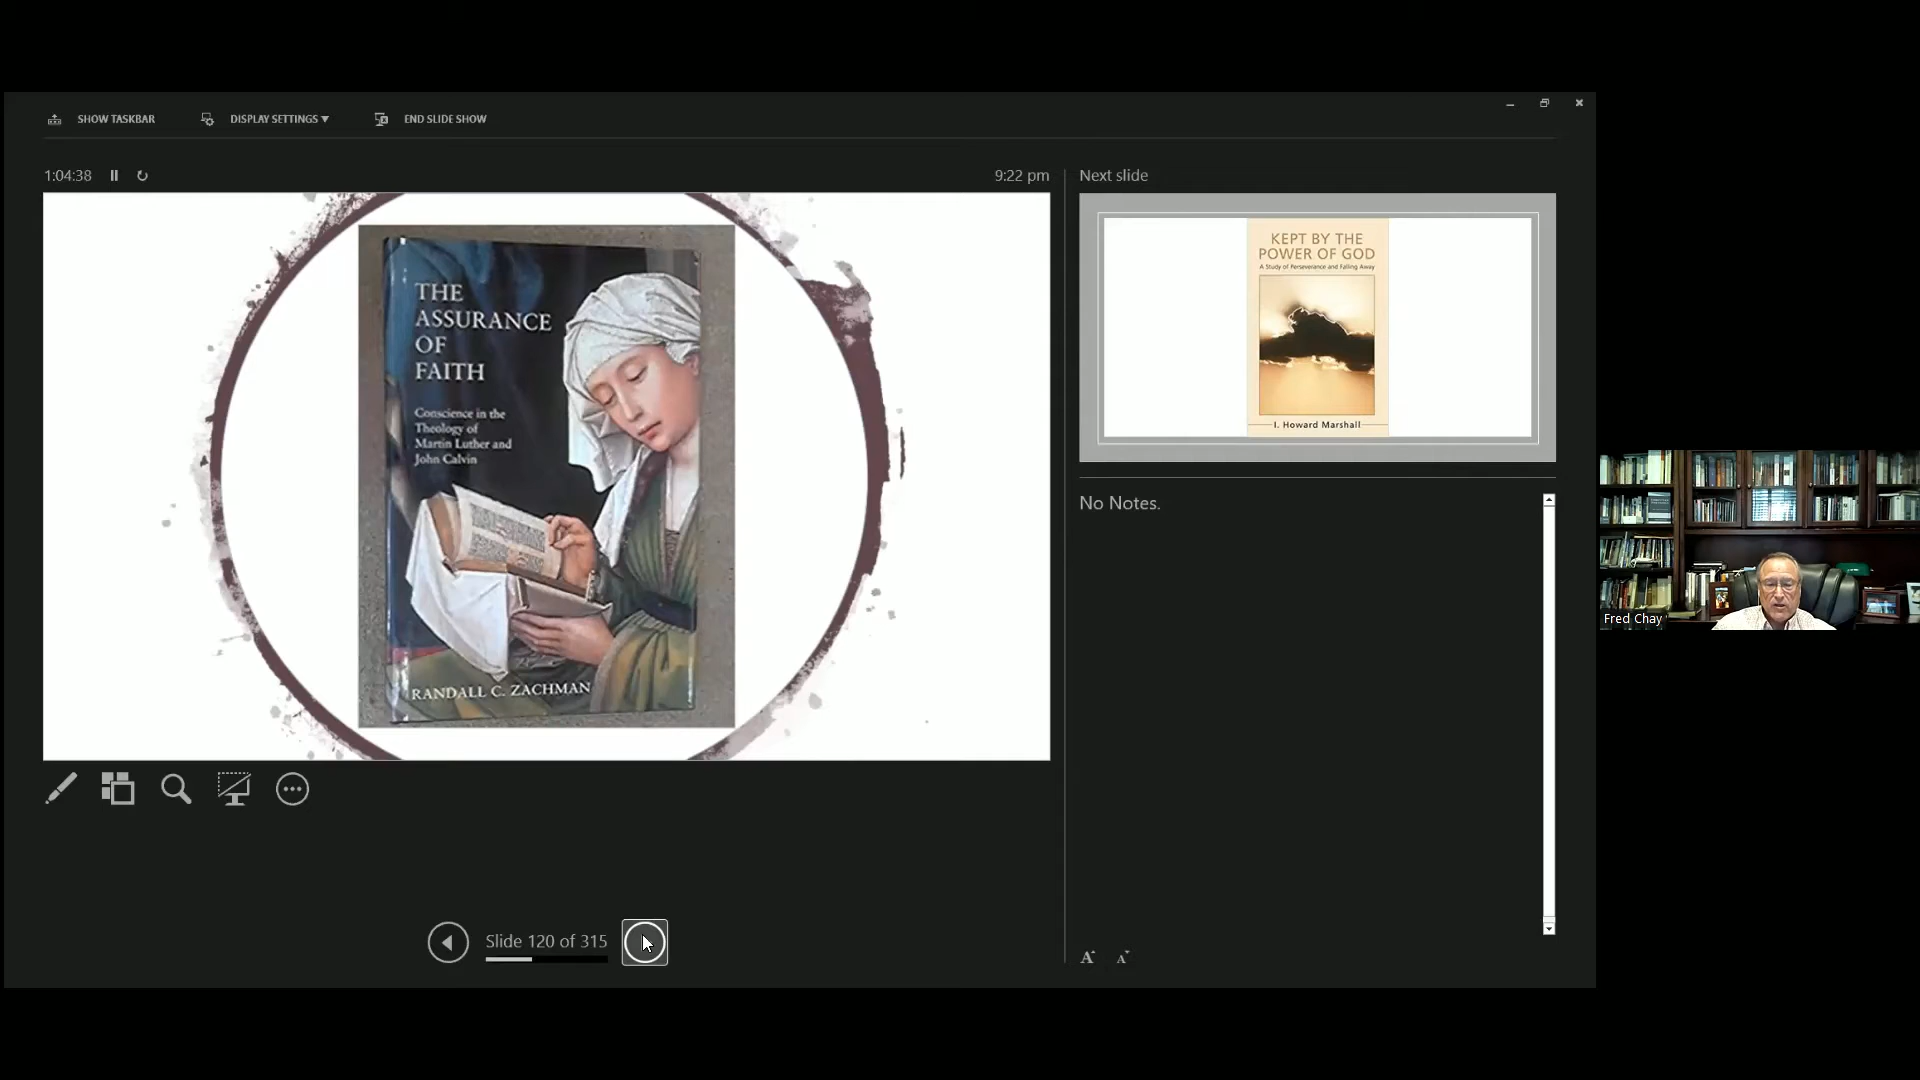 SHOW TASKBAR
DISPLAY SETTINGS ▼
END SLIDE SHOW
1:04:38
9:22 pm
THE
ASSURANCE
OF
FAITH
Conscience in the
Theology of
Martin Luther and
John Calvin
RANDALL C. ZACHMAN
Next slide
KEPT BY THE
POWER OF GOD
A Study of Perseverance and Falling Away
I. Howard Marshall
No Notes.
Fred Chay
Slide 120 of 315
A
A